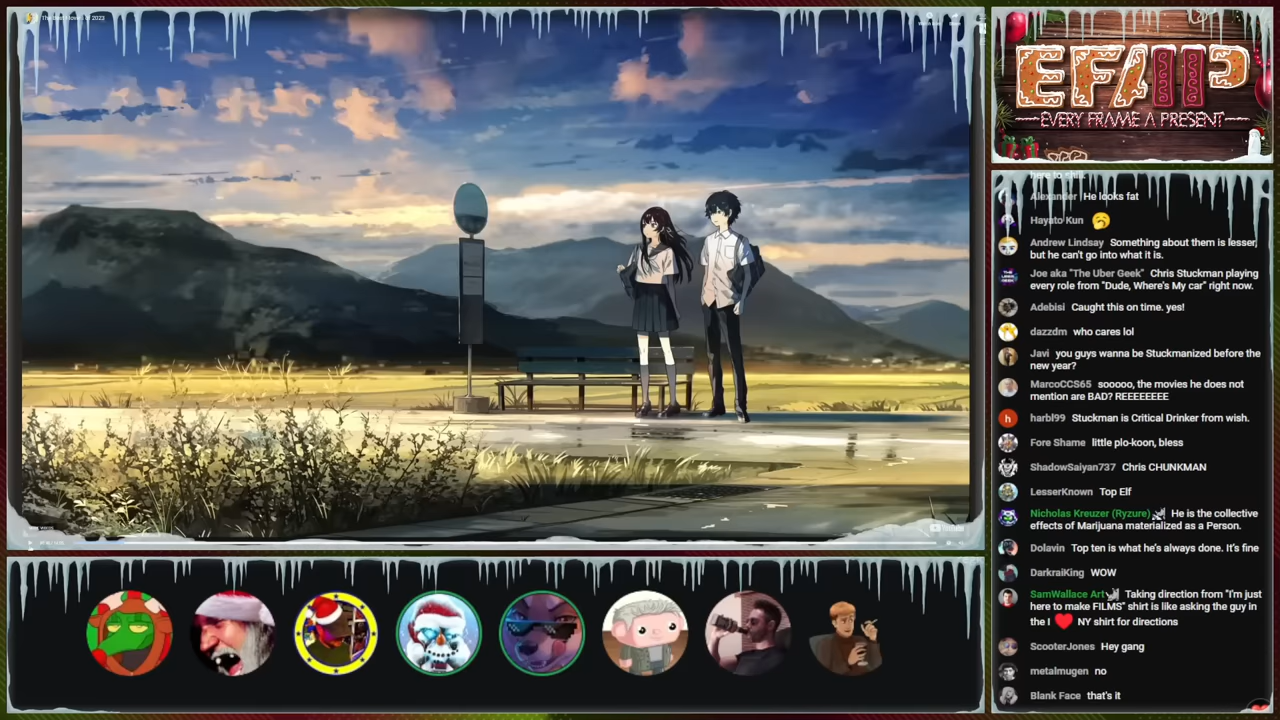 EFAP
EVERY FRAME A PRESENT
here to
Alexander He looks fat
Hayato Kun
Andrew Lindsay Something about them is lesser,
but he can't go into what it is.
Joe aka "The Uber Geek" Chris Stuckman playing
every role from "Dude, Where's My car" right now.
Adebisi Caught this on time. yes!
dazzdm who cares lol
Javi you guys wanna be Stuckmanized before the
new year?
MarcoCCS65 sooooo, the movies he does not
mention are BAD? REEEEEEEE
h
harbl99 Stuckman is Critical Drinker from wish.
Fore Shame little plo-koon, bless
ShadowSaiyan737 Chris CHUNKMAN
LesserKnown Top Elf
Nicholas Kreuzer (Ryzure) He is the collective
effects of Marijuana materialized as a Person.
Dolavin Top ten is what he's always done. It's fine
DarkraiKing WOW
SamWallace Art Taking direction from "I'm just
here to make FILMS" shirt is like asking the guy in
the I ❤️ NY shirt for directions
ScooterJones Hey gang
metalmugen no
Blank Face that's it